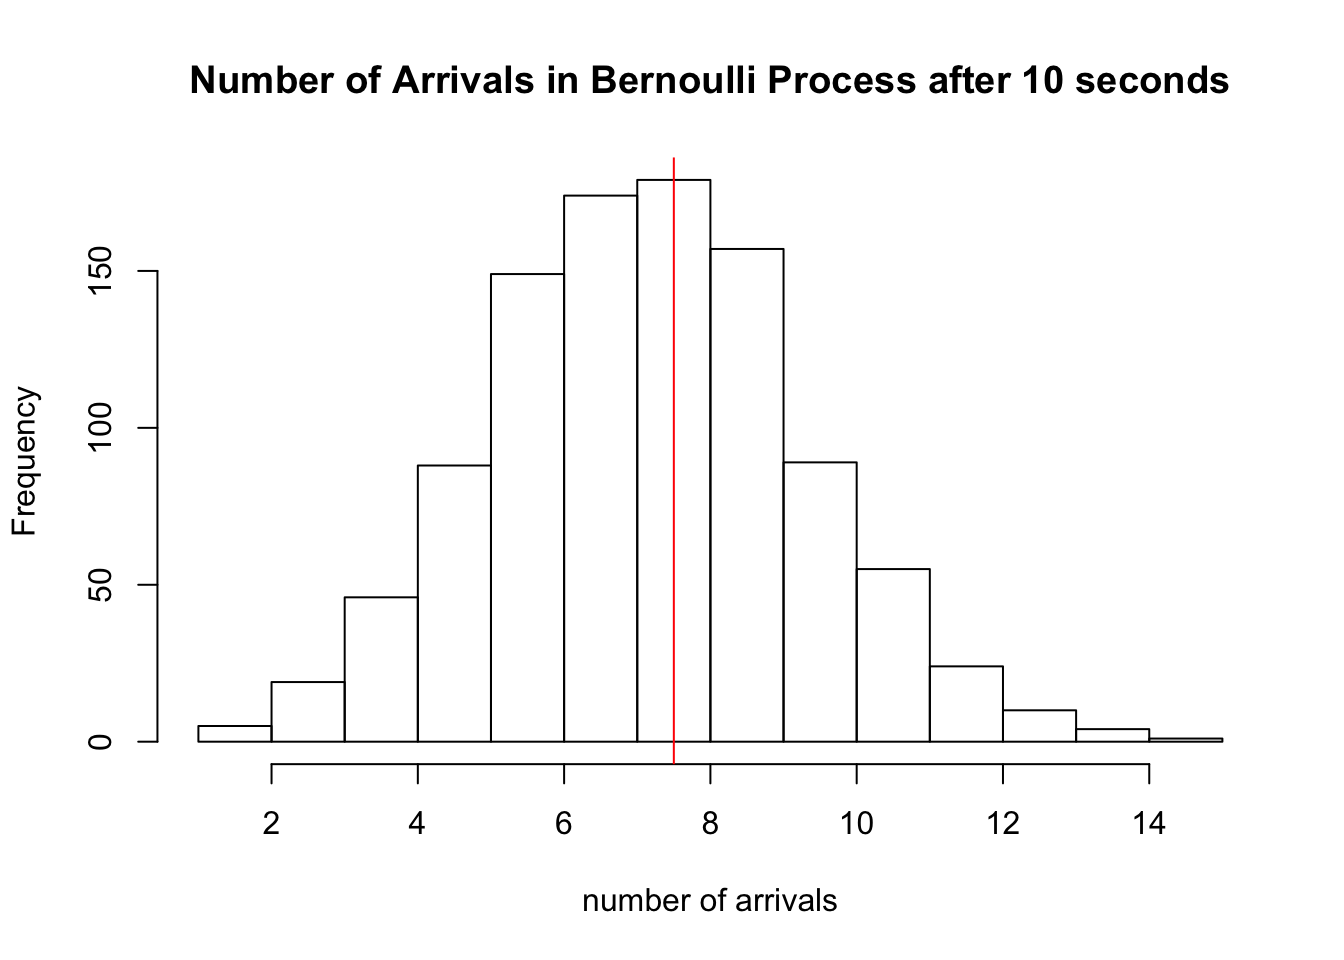 Number of Arrivals in Bernoulli Process after 10 seconds
150
100
50
0
Frequency
2 4 6 8 10 12 14
number of arrivals